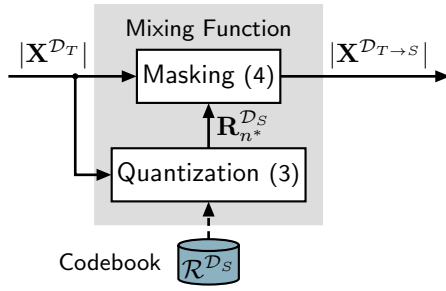 Mixing Function
|X^{𝒟_T}| Masking (4) |X^{𝒟_{T→S}}|
R_{n*}^{𝒟_S}
Quantization (3)
Codebook ℛ^{𝒟_S}